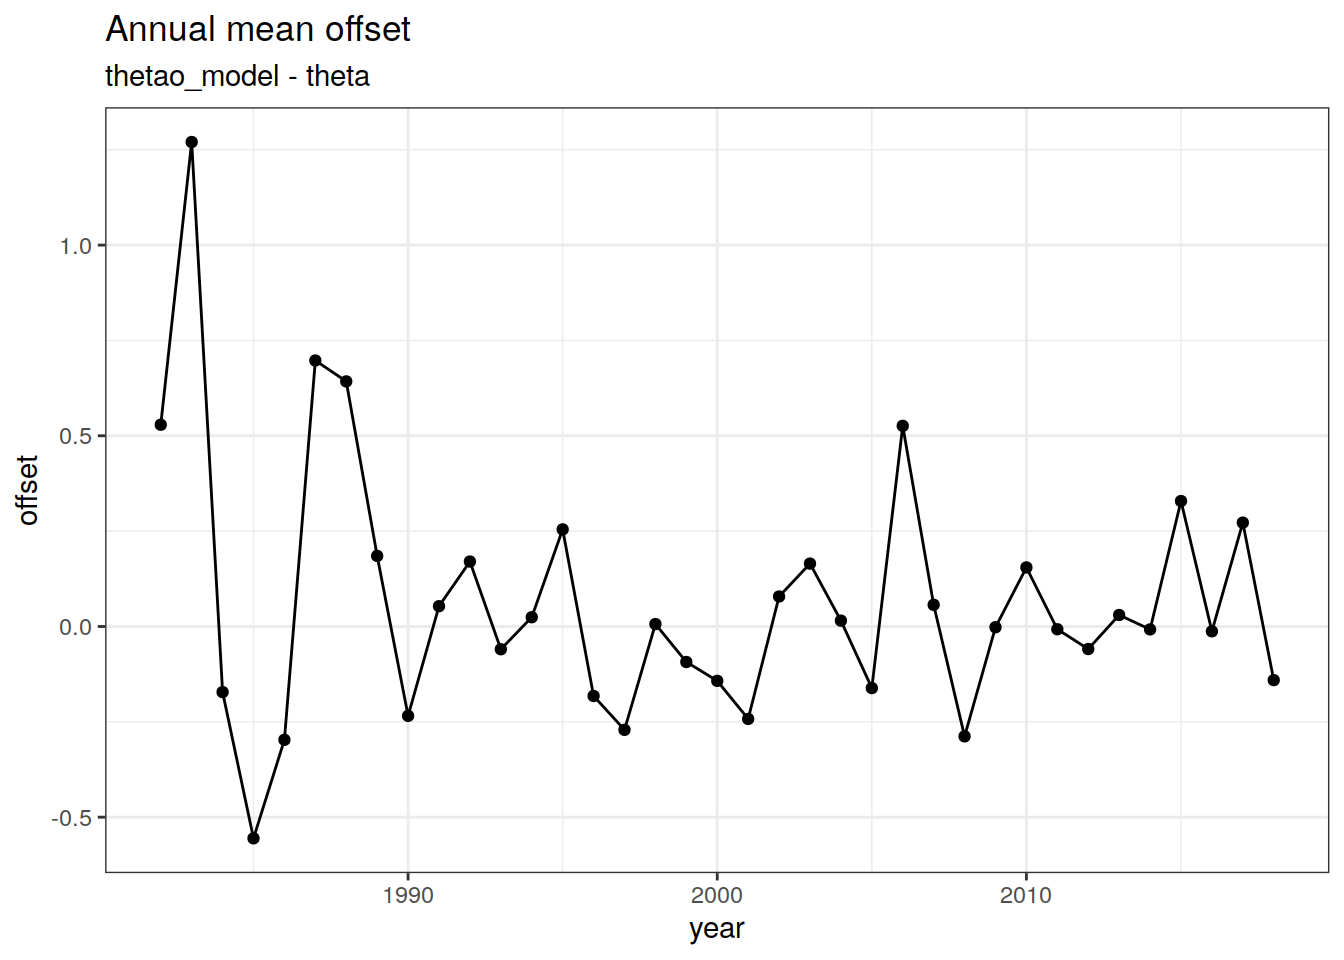 Annual mean offset
thetao_model - theta
1.0
0.5
0.0
-0.5
offset
1990 2000 2010
year